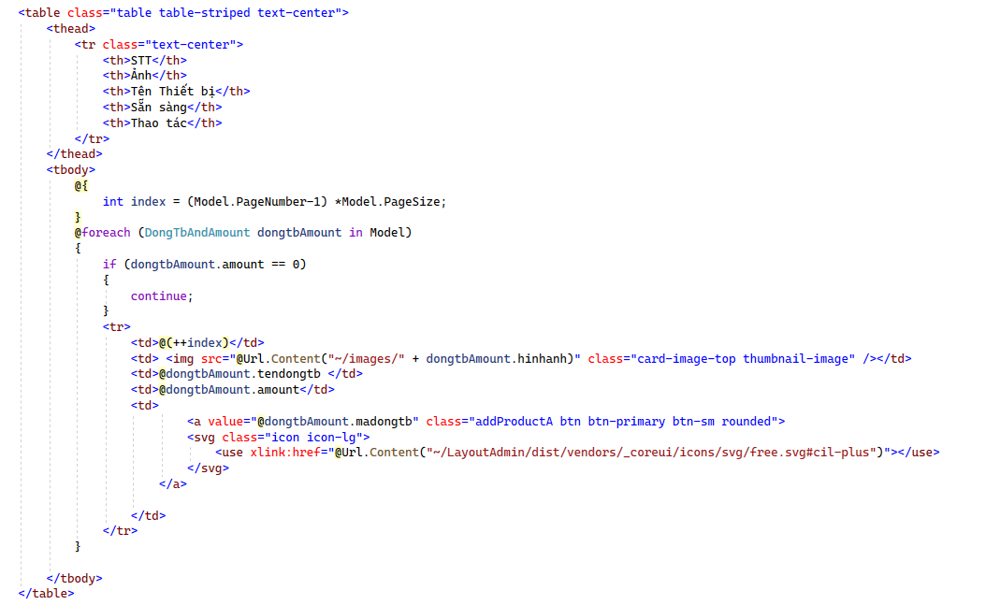 <table class="table table-striped text-center">
    <thead>
        <tr class="text-center">
            <th>STT</th>
            <th>Ảnh</th>
            <th>Tên Thiết bị</th>
            <th>Sẵn sàng</th>
            <th>Thao tác</th>
        </tr>
    </thead>
    <tbody>
        @{
            int index = (Model.PageNumber-1) *Model.PageSize;
        }
        @foreach (DongTbAndAmount dongtbAmount in Model)
        {
            if (dongtbAmount.amount == 0)
            {
                continue;
            }
            <tr>
                <td>@(++index)</td>
                <td> <img src="@Url.Content("~/images/" + dongtbAmount.hinhanh)" class="card-image-top thumbnail-image" /></td>
                <td>@dongtbAmount.tendongtb </td>
                <td>@dongtbAmount.amount</td>
                <td>
                        <a value="@dongtbAmount.madongtb" class="addProductA btn btn-primary btn-sm rounded">
                        <svg class="icon icon-lg">
                            <use xlink:href="@Url.Content("~/LayoutAdmin/dist/vendors/_coreui/icons/svg/free.svg#cil-plus")"></use>
                        </svg>
                    </a>
                </td>
            </tr>
        }
    </tbody>
</table>